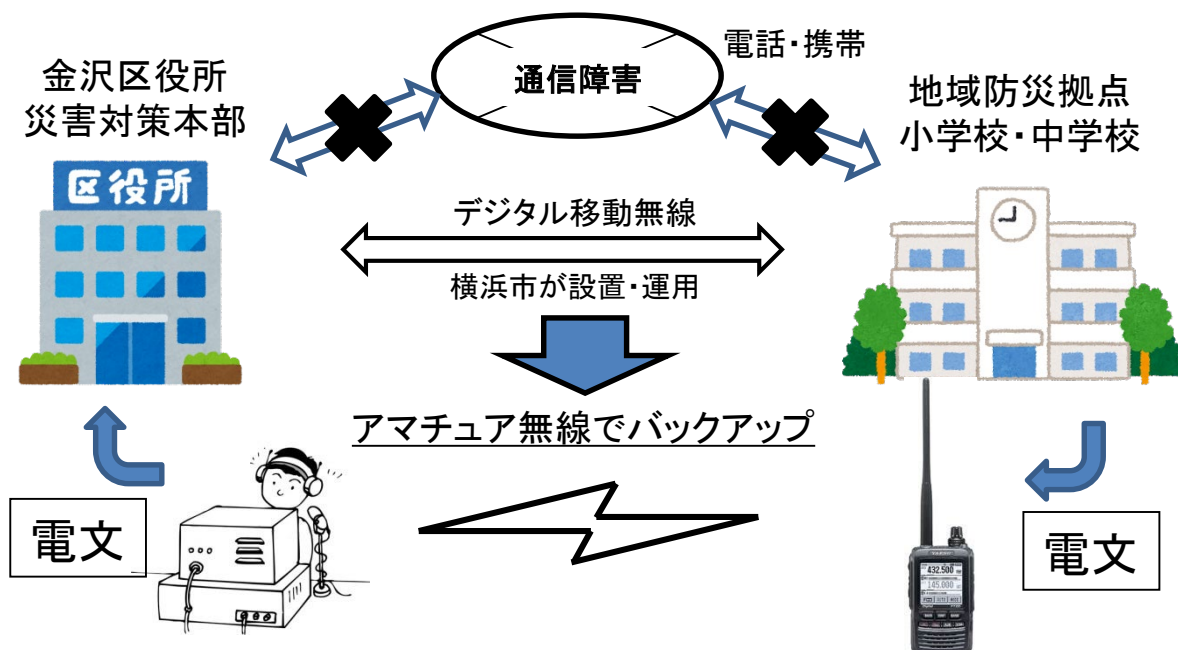 電話・携帯
通信障害
金沢区役所
災害対策本部
地域防災拠点
小学校・中学校
区役所
デジタル移動無線
横浜市が設置・運用
アマチュア無線でバックアップ
電文
電文
432.500
145.000